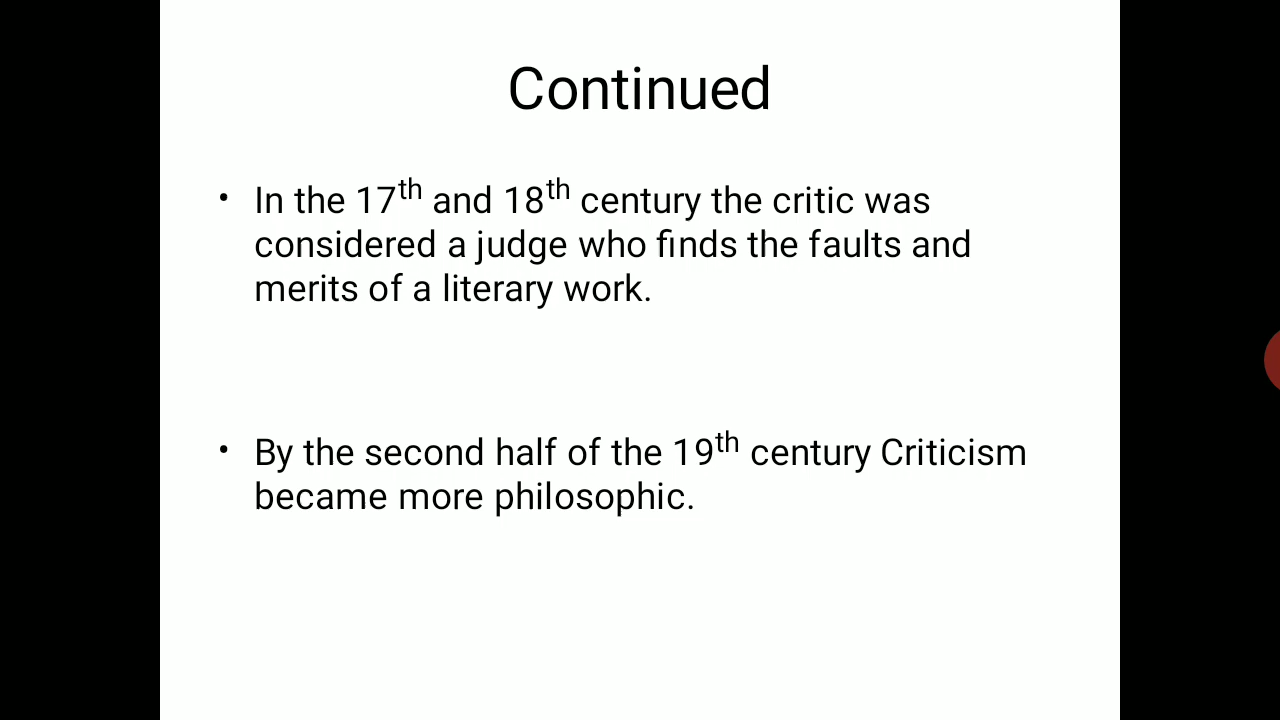 Continued
• In the 17th and 18th century the critic was
considered a judge who finds the faults and
merits of a literary work.
• By the second half of the 19th century Criticism
became more philosophic.